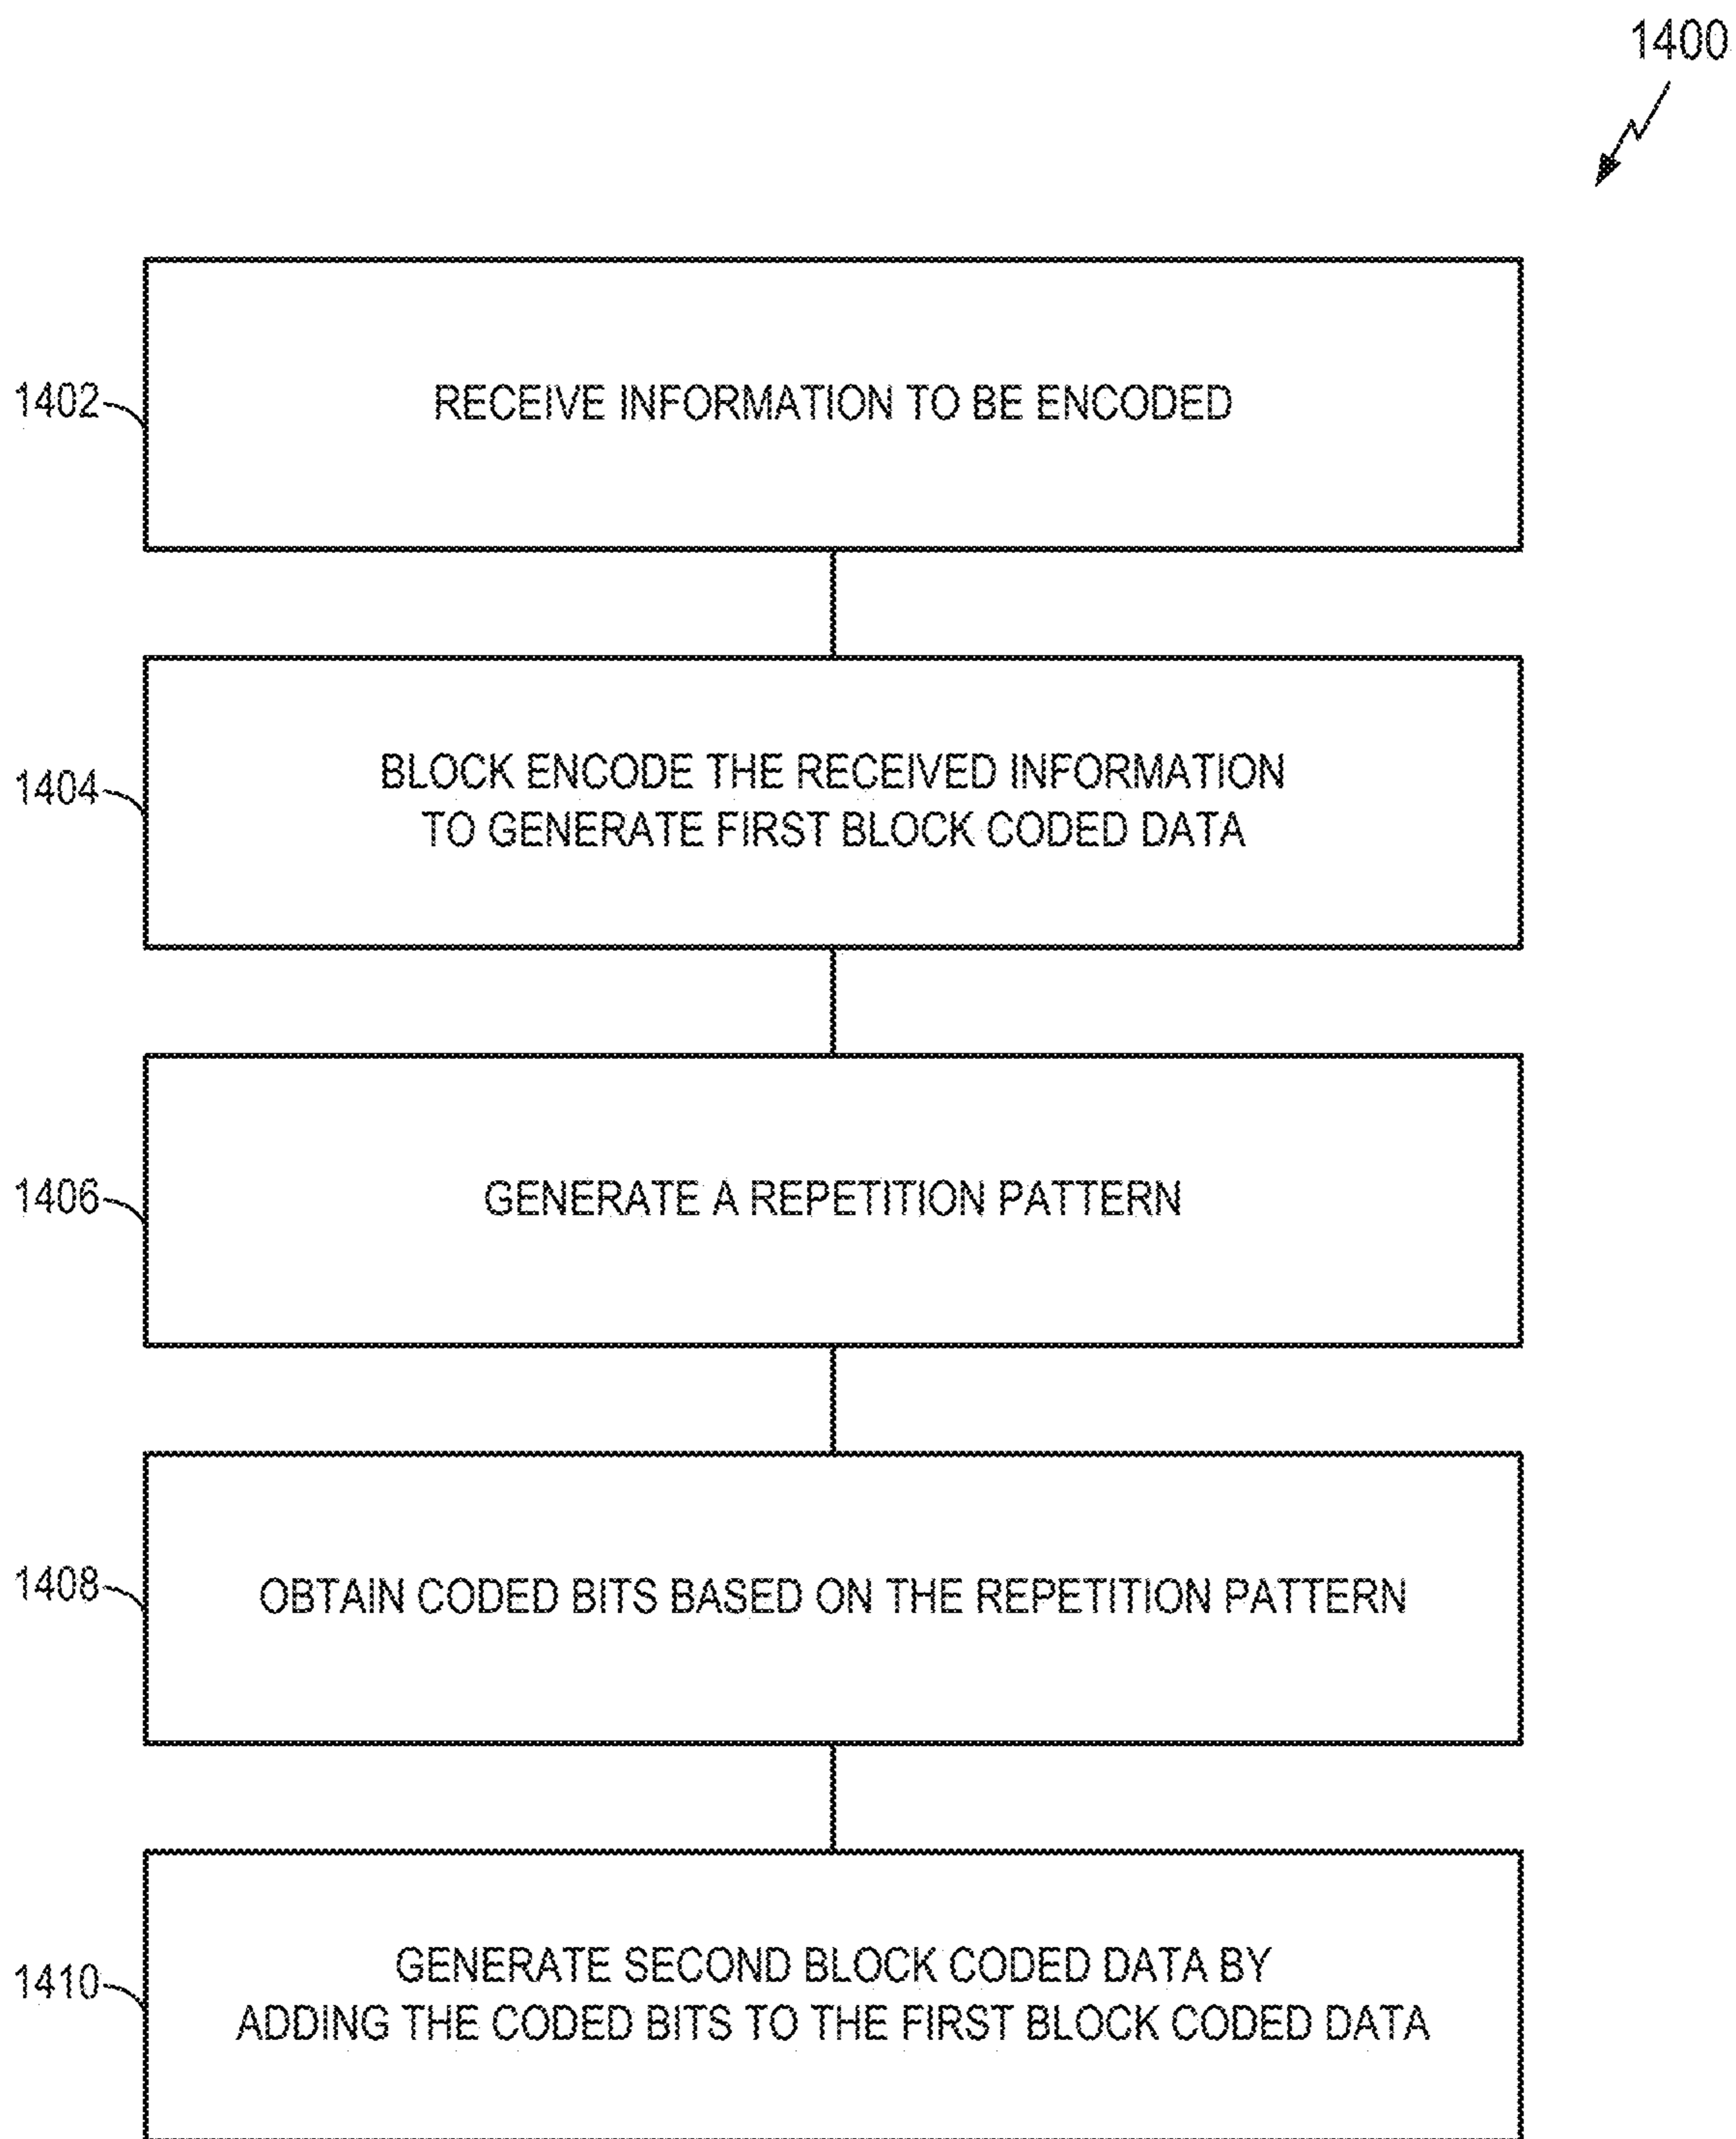 1400
1402
RECEIVE INFORMATION TO BE ENCODED
1404
BLOCK ENCODE THE RECEIVED INFORMATION
TO GENERATE FIRST BLOCK CODED DATA
1406
GENERATE A REPETITION PATTERN
1408
OBTAIN CODED BITS BASED ON THE REPETITION PATTERN
1410
GENERATE SECOND BLOCK CODED DATA BY
ADDING THE CODED BITS TO THE FIRST BLOCK CODED DATA